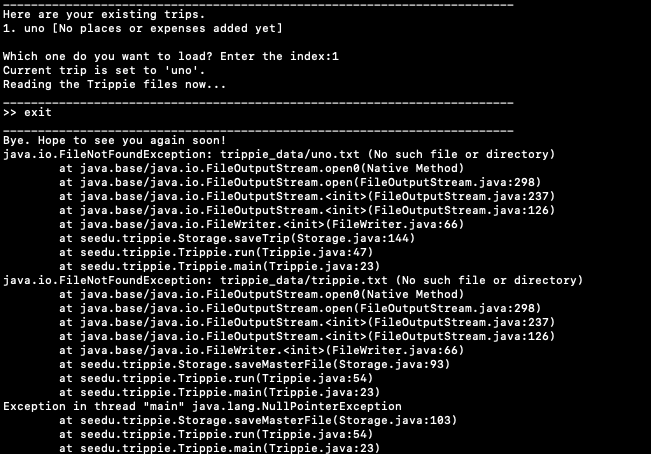 ________________________________________________________________________
Here are your existing trips.
1. uno [No places or expenses added yet]
Which one do you want to load? Enter the index:1
Current trip is set to 'uno'.
Reading the Trippie files now...
________________________________________________________________________
>> exit
________________________________________________________________________
Bye. Hope to see you again soon!
java.io.FileNotFoundException: trippie_data/uno.txt (No such file or directory)
at java.base/java.io.FileOutputStream.open0(Native Method)
at java.base/java.io.FileOutputStream.open(FileOutputStream.java:298)
at java.base/java.io.FileOutputStream.<init>(FileOutputStream.java:237)
at java.base/java.io.FileOutputStream.<init>(FileOutputStream.java:126)
at java.base/java.io.FileWriter.<init>(FileWriter.java:66)
at seedu.trippie.Storage.saveTrip(Storage.java:144)
at seedu.trippie.Trippie.run(Trippie.java:47)
at seedu.trippie.Trippie.main(Trippie.java:23)
java.io.FileNotFoundException: trippie_data/trippie.txt (No such file or directory)
at java.base/java.io.FileOutputStream.open0(Native Method)
at java.base/java.io.FileOutputStream.open(FileOutputStream.java:298)
at java.base/java.io.FileOutputStream.<init>(FileOutputStream.java:237)
at java.base/java.io.FileOutputStream.<init>(FileOutputStream.java:126)
at java.base/java.io.FileWriter.<init>(FileWriter.java:66)
at seedu.trippie.Storage.saveMasterFile(Storage.java:93)
at seedu.trippie.Trippie.run(Trippie.java:54)
at seedu.trippie.Trippie.main(Trippie.java:23)
Exception in thread "main" java.lang.NullPointerException
at seedu.trippie.Storage.saveMasterFile(Storage.java:103)
at seedu.trippie.Trippie.run(Trippie.java:54)
at seedu.trippie.Trippie.main(Trippie.java:23)